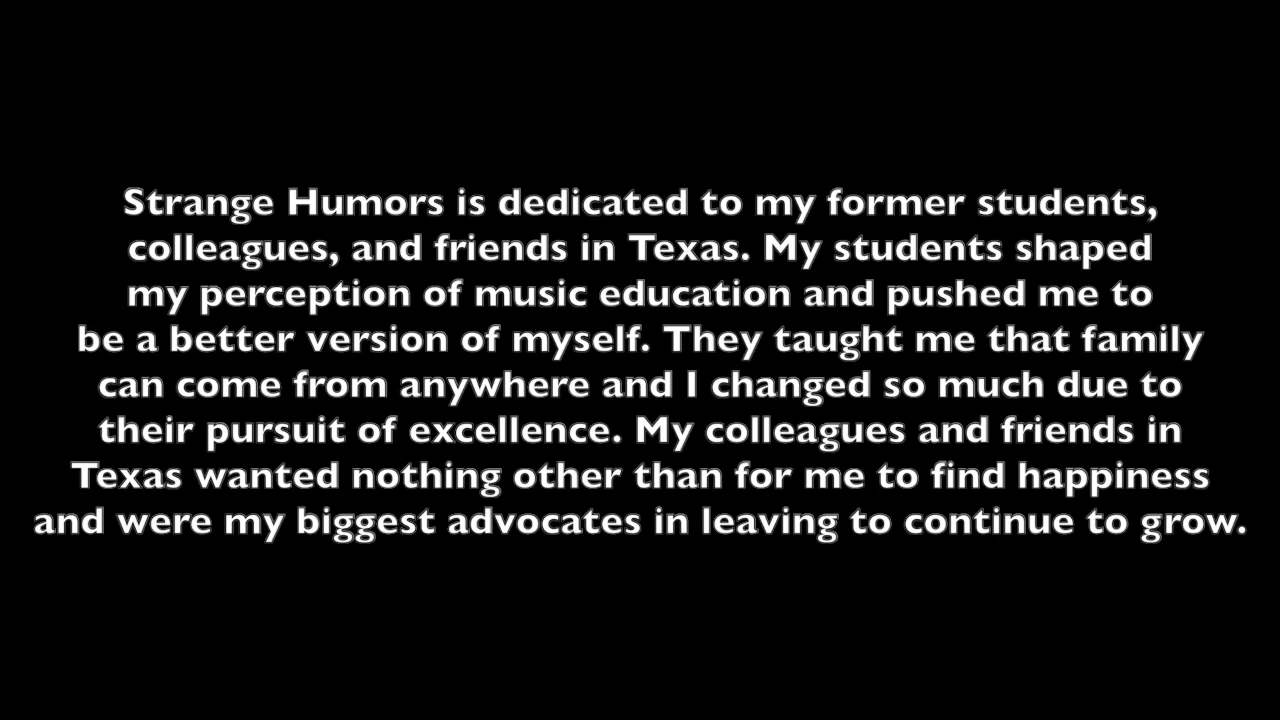 Strange Humors is dedicated to my former students,
colleagues, and friends in Texas. My students shaped
my perception of music education and pushed me to
be a better version of myself. They taught me that family
can come from anywhere and I changed so much due to
their pursuit of excellence. My colleagues and friends in
Texas wanted nothing other than for me to find happiness
and were my biggest advocates in leaving to continue to grow.